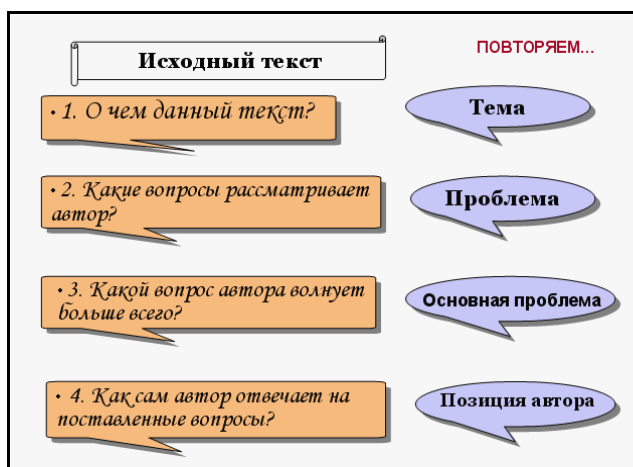 Исходный текст
ПОВТОРЯЕМ...
• 1. О чем данный текст?
Тема
• 2. Какие вопросы рассматривает
автор?
Проблема
• 3. Какой вопрос автора волнует
больше всего?
Основная проблема
• 4. Как сам автор отвечает на
поставленные вопросы?
Позиция автора